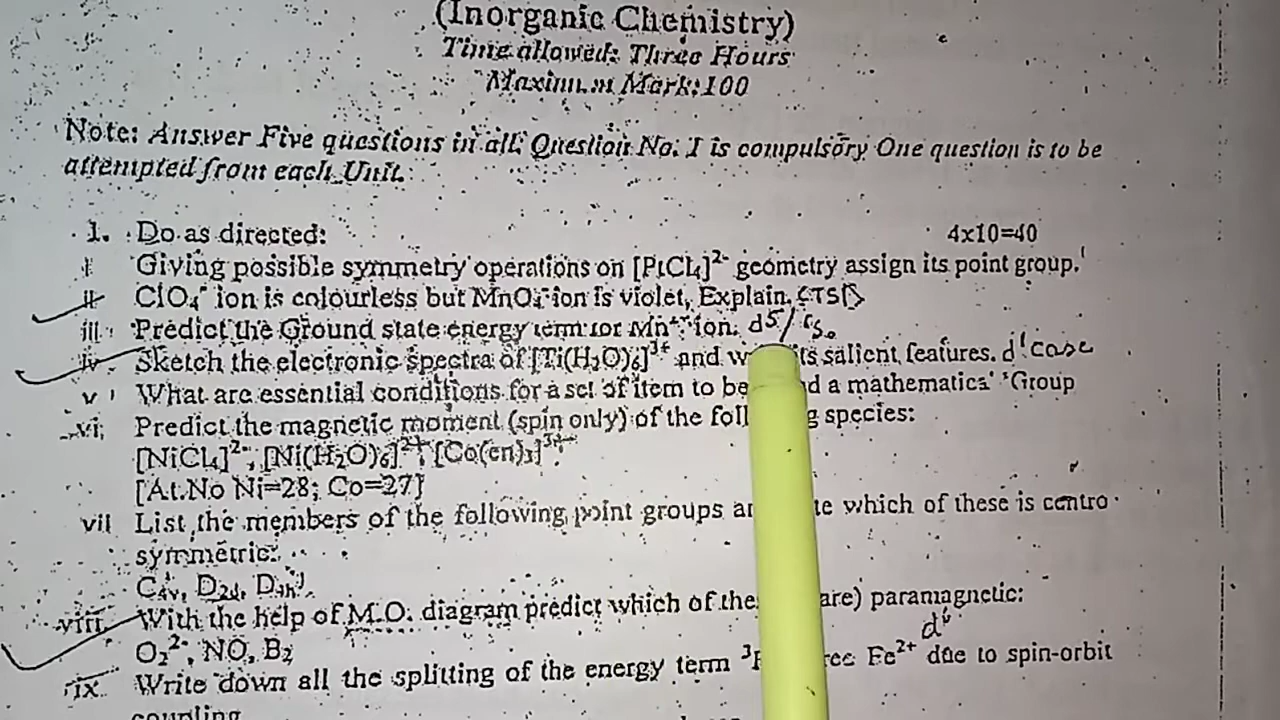 (Inorganic Chemistry)
Time allowed: Three Hours
Maximum Mark:100
Note: Answer Five questions in all; Question No. I is compulsory One question is to be
attempted from each Unit.
1. Do as directed: 4x10=40
i Giving possible symmetry operations on [PtCl₄]²⁻ geometry assign its point group.
ii ClO₄⁻ ion is colourless but MnO₄⁻ ion is violet, Explain.
iii Predict the Ground state energy term for Mn⁺⁺ ion. d5/
iv Sketch the electronic spectra of [Ti(H₂O)₆]³⁺ and its salient features. d¹ case
v What are essential conditions for a set of item to be a mathematica' 'Group
vi Predict the magnetic moment (spin only) of the species:
[NiCl₄]²⁻, [Ni(H₂O)₆]²⁺, [Co(en)₃]³⁺
[At.No Ni=28; Co=27]
vii List the members of the following point groups which of these is centro
symmetric:
C₄ᵥ, D₂d,
viii With the help of M.O. diagram predict which of are) paramagnetic:
O₂²⁻, NO, B₂ d⁶
ix Write down all the splitting of the energy term Fe²⁺ due to spin-orbit
coupling